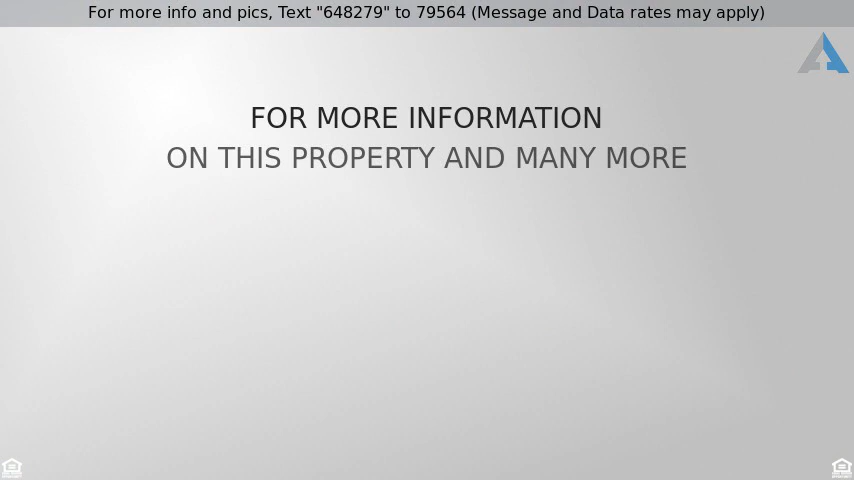 For more info and pics, Text "648279" to 79564 (Message and Data rates may apply)
FOR MORE INFORMATION
ON THIS PROPERTY AND MANY MORE